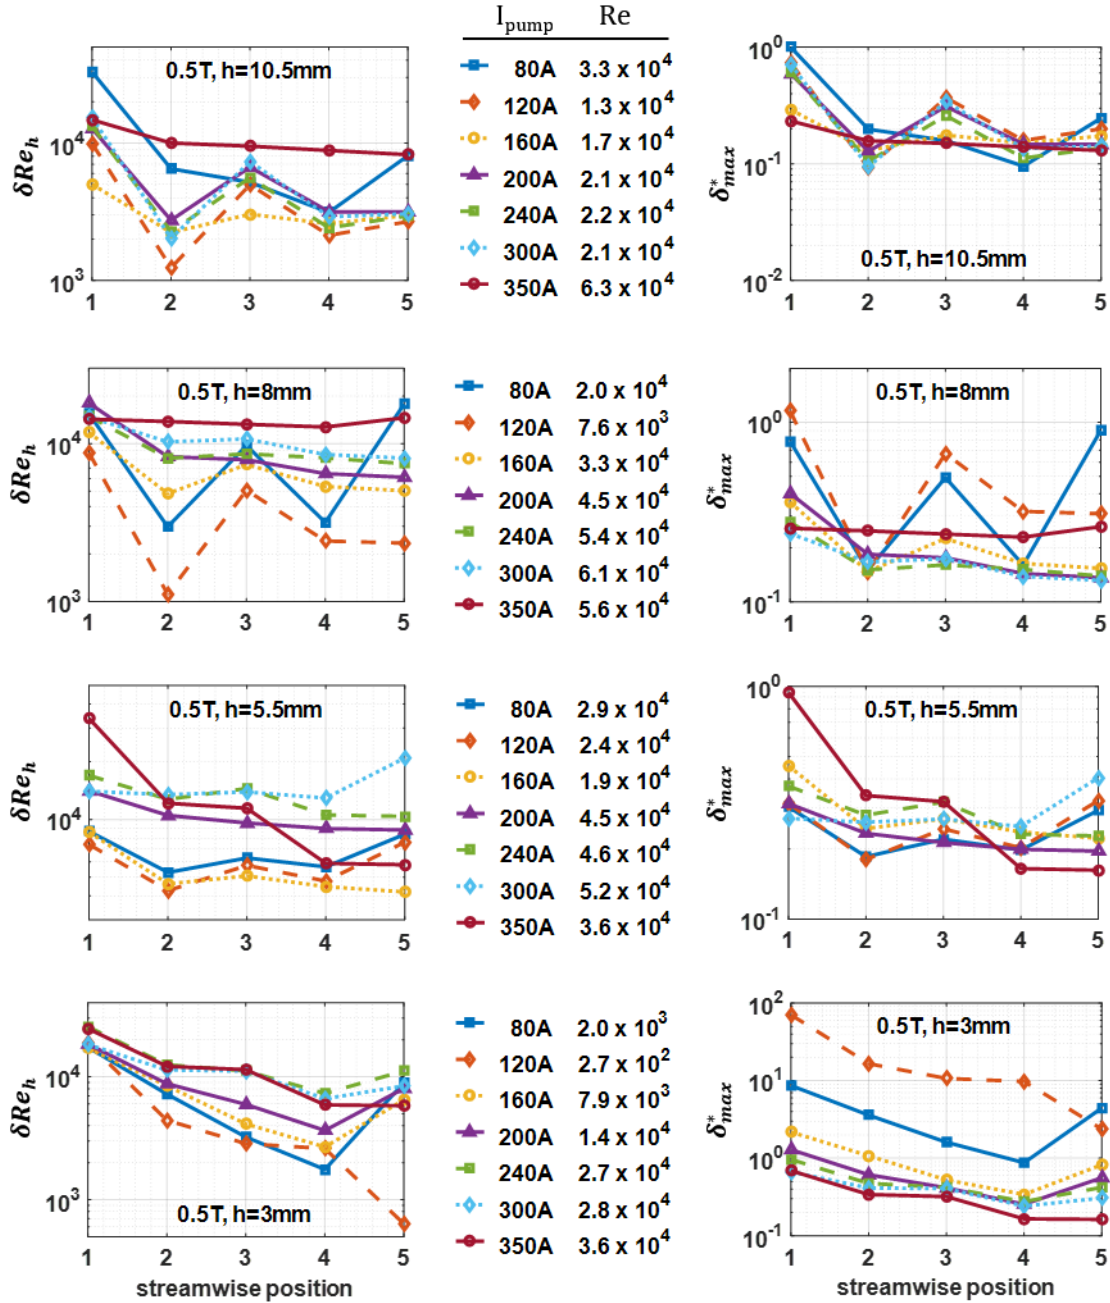 I_pump Re
10^4
10^3
δRe_h
0.5T, h=10.5mm
1 2 3 4 5
80A 3.3 x 10^4
120A 1.3 x 10^4
160A 1.7 x 10^4
200A 2.1 x 10^4
240A 2.2 x 10^4
300A 2.1 x 10^4
350A 6.3 x 10^4
10^0
10^-1
10^-2
δ*_max
0.5T, h=10.5mm
1 2 3 4 5
10^4
10^3
δRe_h
0.5T, h=8mm
1 2 3 4 5
80A 2.0 x 10^4
120A 7.6 x 10^3
160A 3.3 x 10^4
200A 4.5 x 10^4
240A 5.4 x 10^4
300A 6.1 x 10^4
350A 5.6 x 10^4
10^0
10^-1
δ*_max
0.5T, h=8mm
1 2 3 4 5
10^4
δRe_h
0.5T, h=5.5mm
1 2 3 4 5
80A 2.9 x 10^4
120A 2.4 x 10^4
160A 1.9 x 10^4
200A 4.5 x 10^4
240A 4.6 x 10^4
300A 5.2 x 10^4
350A 3.6 x 10^4
10^0
10^-1
δ*_max
0.5T, h=5.5mm
1 2 3 4 5
10^4
10^3
δRe_h
0.5T, h=3mm
1 2 3 4 5
streamwise position
80A 2.0 x 10^3
120A 2.7 x 10^2
160A 7.9 x 10^3
200A 1.4 x 10^4
240A 2.7 x 10^4
300A 2.8 x 10^4
350A 3.6 x 10^4
10^2
10^1
10^0
10^-1
δ*_max
0.5T, h=3mm
1 2 3 4 5
streamwise position